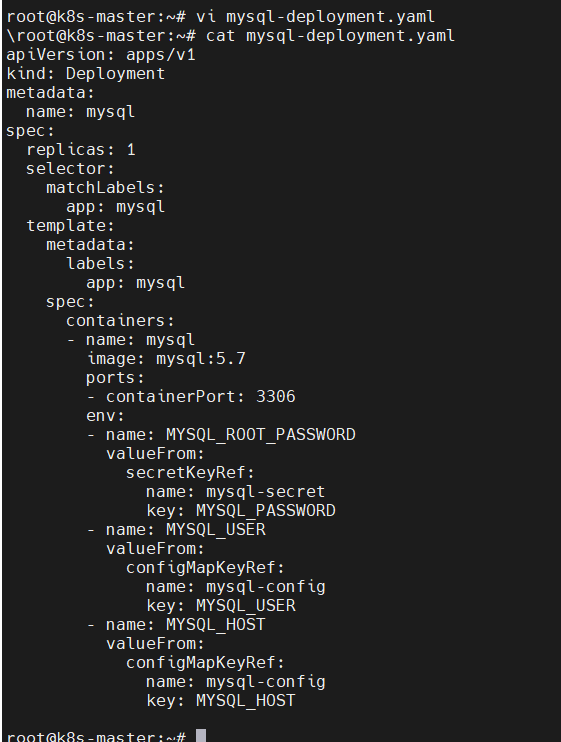 root@k8s-master:~# vi mysql-deployment.yaml
\root@k8s-master:~# cat mysql-deployment.yaml
apiVersion: apps/v1
kind: Deployment
metadata:
  name: mysql
spec:
  replicas: 1
  selector:
    matchLabels:
      app: mysql
  template:
    metadata:
      labels:
        app: mysql
    spec:
      containers:
      - name: mysql
        image: mysql:5.7
        ports:
        - containerPort: 3306
        env:
        - name: MYSQL_ROOT_PASSWORD
          valueFrom:
            secretKeyRef:
              name: mysql-secret
              key: MYSQL_PASSWORD
        - name: MYSQL_USER
          valueFrom:
            configMapKeyRef:
              name: mysql-config
              key: MYSQL_USER
        - name: MYSQL_HOST
          valueFrom:
            configMapKeyRef:
              name: mysql-config
              key: MYSQL_HOST

root@k8s-master:~#